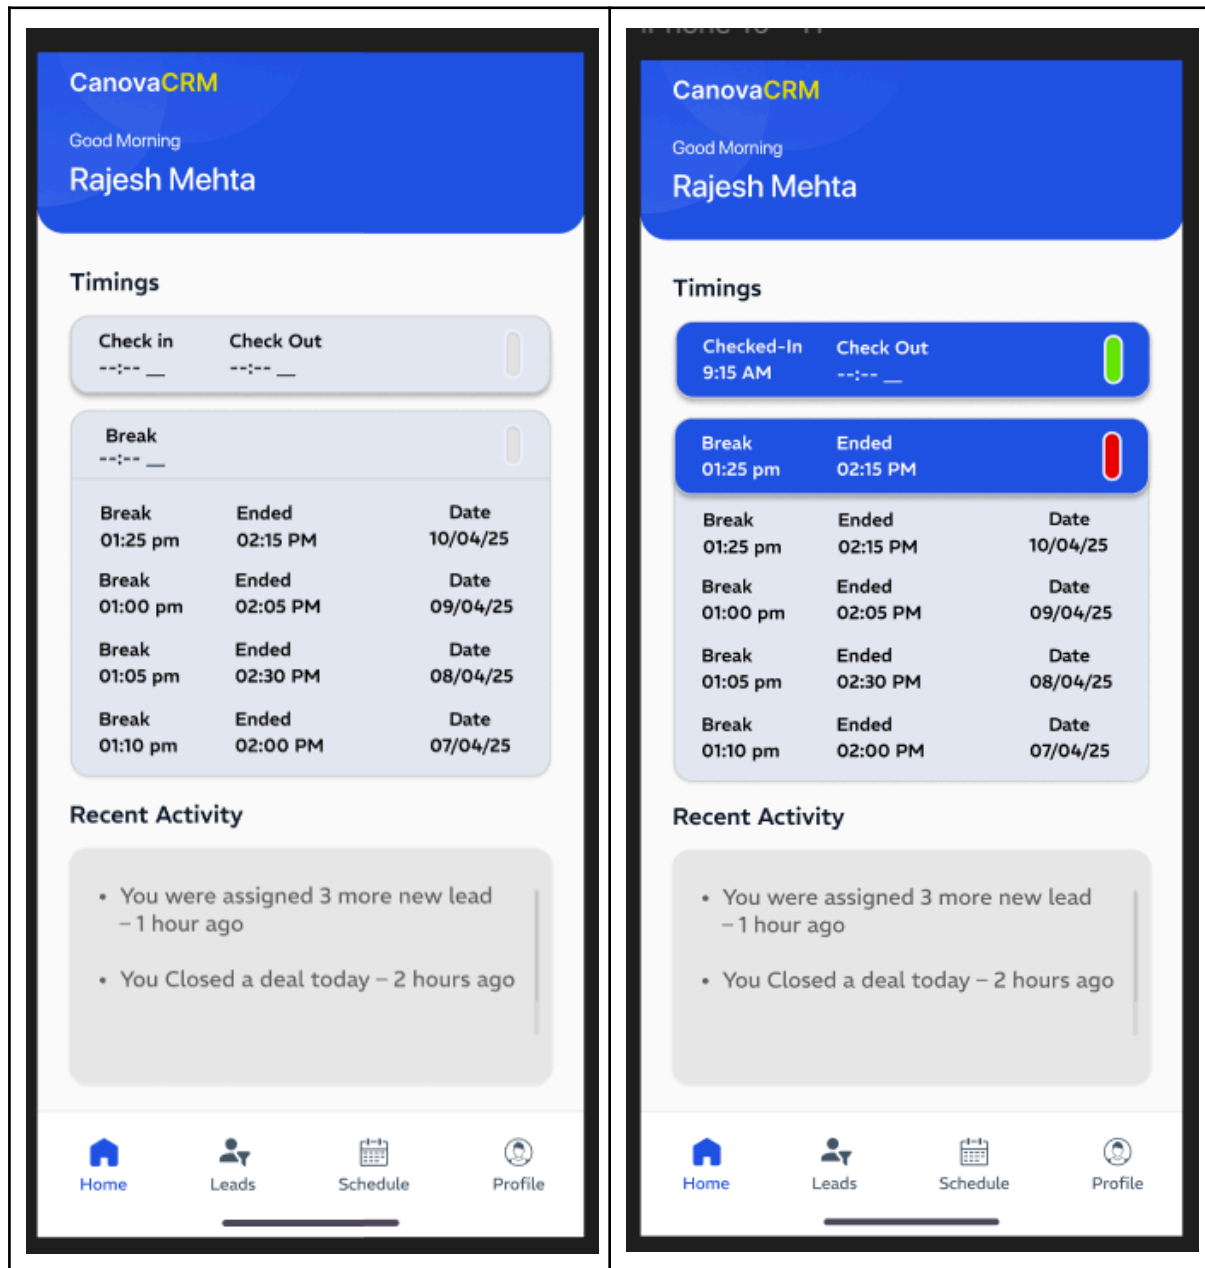 CanovaCRM
Good Morning
Rajesh Mehta
Timings
Check in Check Out
--:-- __ --:-- __
Break
--:-- __
Break Ended Date
01:25 pm 02:15 PM 10/04/25
Break Ended Date
01:00 pm 02:05 PM 09/04/25
Break Ended Date
01:05 pm 02:30 PM 08/04/25
Break Ended Date
01:10 pm 02:00 PM 07/04/25
Recent Activity
• You were assigned 3 more new lead
– 1 hour ago
• You Closed a deal today – 2 hours ago
Home Leads Schedule Profile
CanovaCRM
Good Morning
Rajesh Mehta
Timings
Checked-In Check Out
9:15 AM --:-- __
Break Ended
01:25 pm 02:15 PM
Break Ended Date
01:25 pm 02:15 PM 10/04/25
Break Ended Date
01:00 pm 02:05 PM 09/04/25
Break Ended Date
01:05 pm 02:30 PM 08/04/25
Break Ended Date
01:10 pm 02:00 PM 07/04/25
Recent Activity
• You were assigned 3 more new lead
– 1 hour ago
• You Closed a deal today – 2 hours ago
Home Leads Schedule Profile